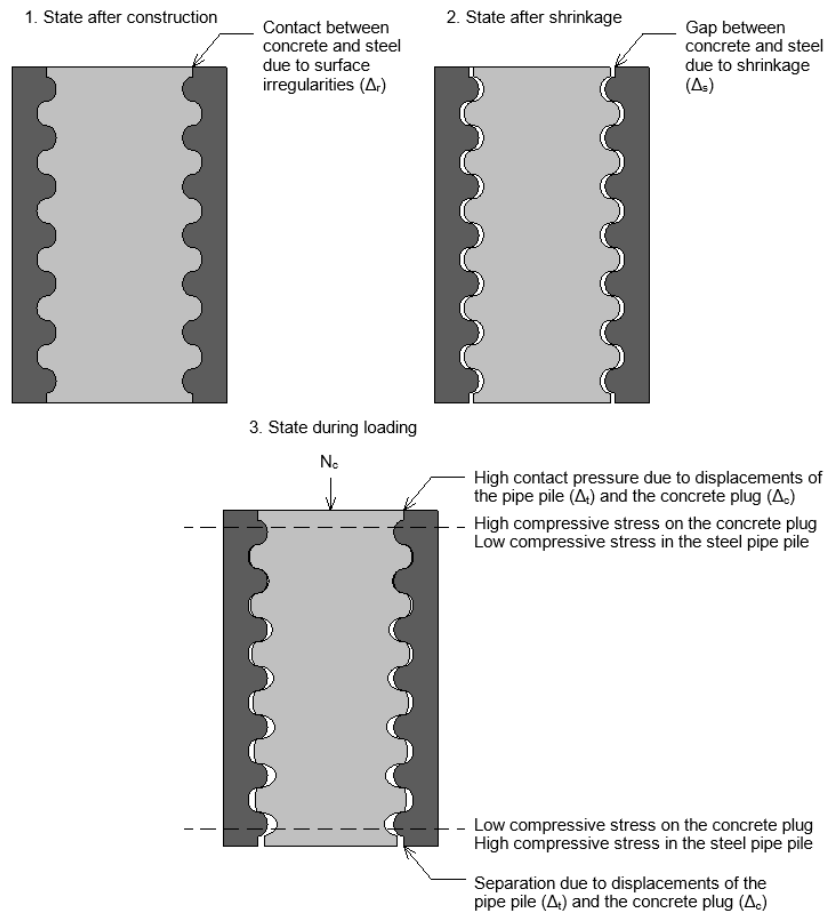 1. State after construction
Contact between
concrete and steel
due to surface
irregularities (Δᵣ)
2. State after shrinkage
Gap between
concrete and steel
due to shrinkage
(Δₛ)
3. State during loading
N꜀
High contact pressure due to displacements of
the pipe pile (Δₜ) and the concrete plug (Δ꜀)
High compressive stress on the concrete plug
Low compressive stress in the steel pipe pile
Low compressive stress on the concrete plug
High compressive stress in the steel pipe pile
Separation due to displacements of the
pipe pile (Δₜ) and the concrete plug (Δ꜀)